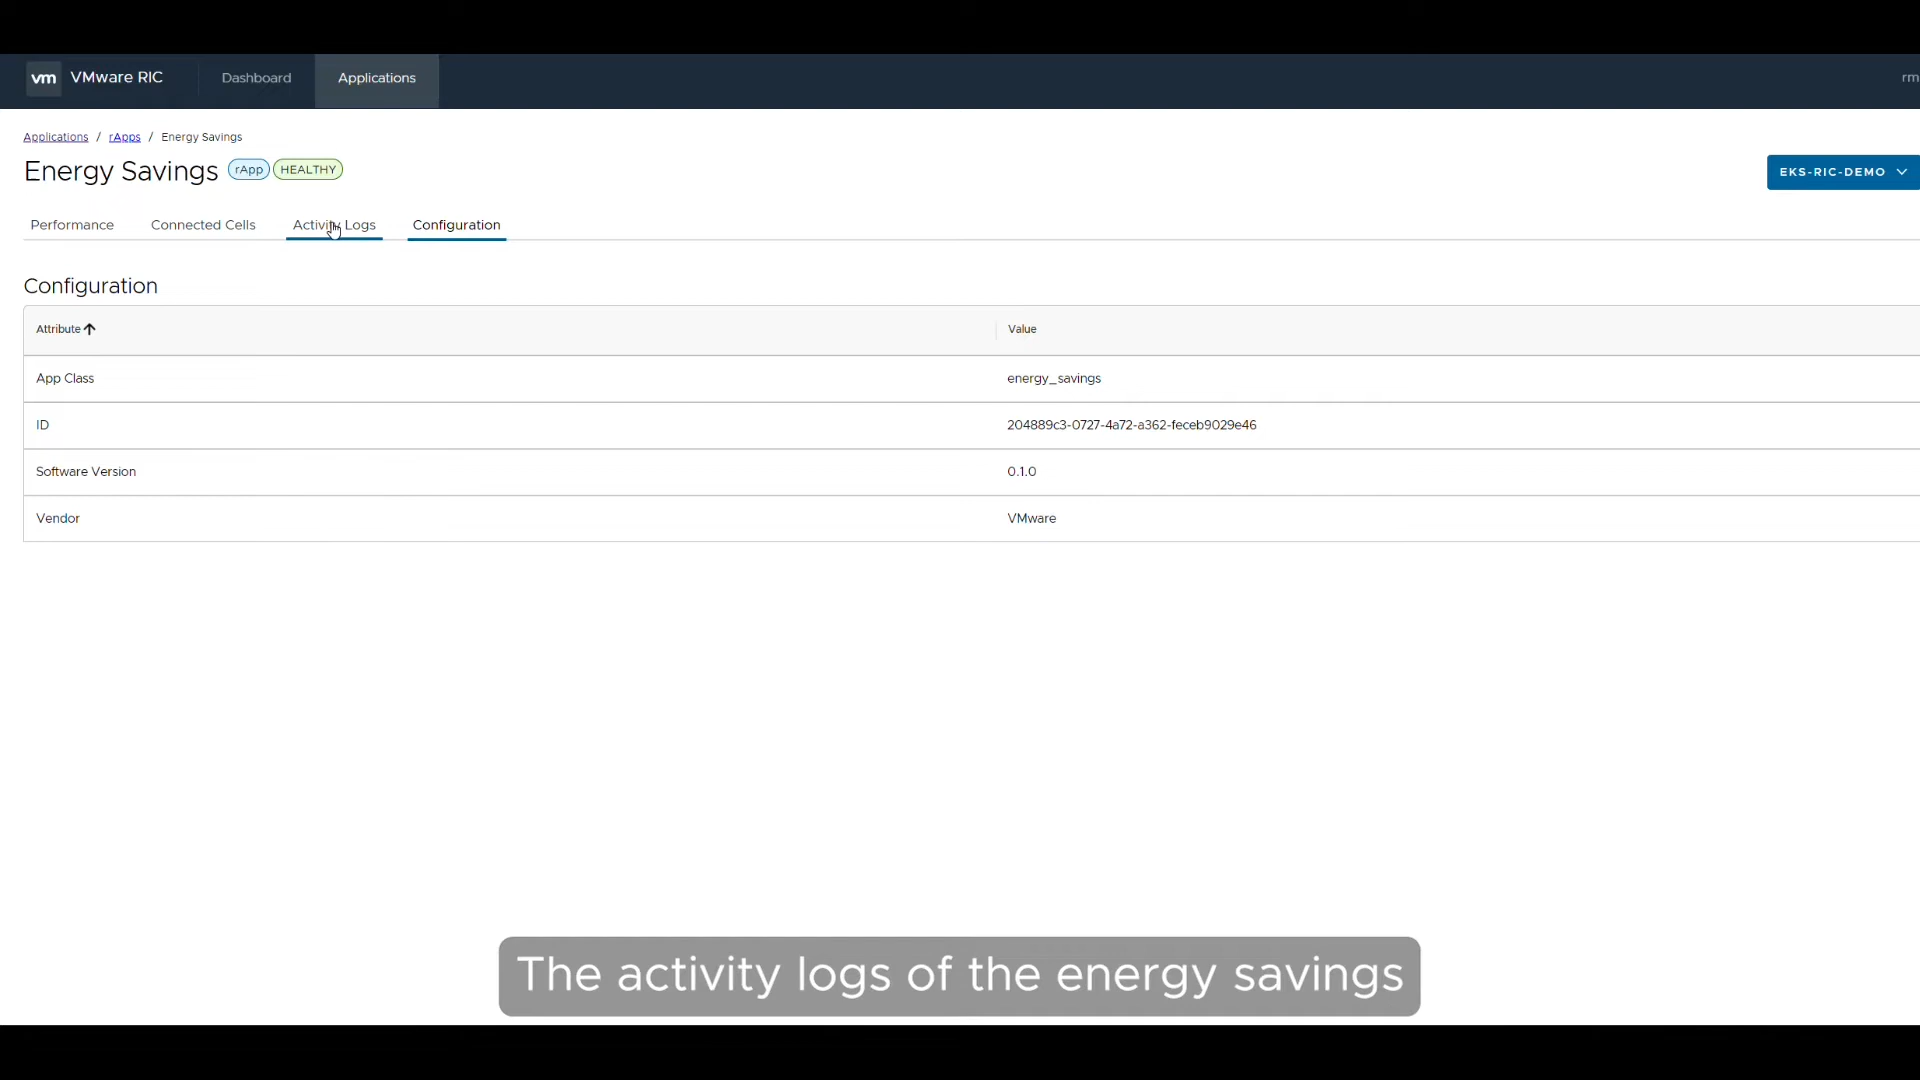 vm VMware RIC Dashboard Applications rm
Applications / rApps / Energy Savings
Energy Savings rApp HEALTHY
EKS-RIC-DEMO
Performance Connected Cells Activity Logs Configuration
Configuration
Attribute Value
App Class energy_savings
ID 204889c3-0727-4a72-a362-feceb9029e46
Software Version 0.1.0
Vendor VMware
The activity logs of the energy savings